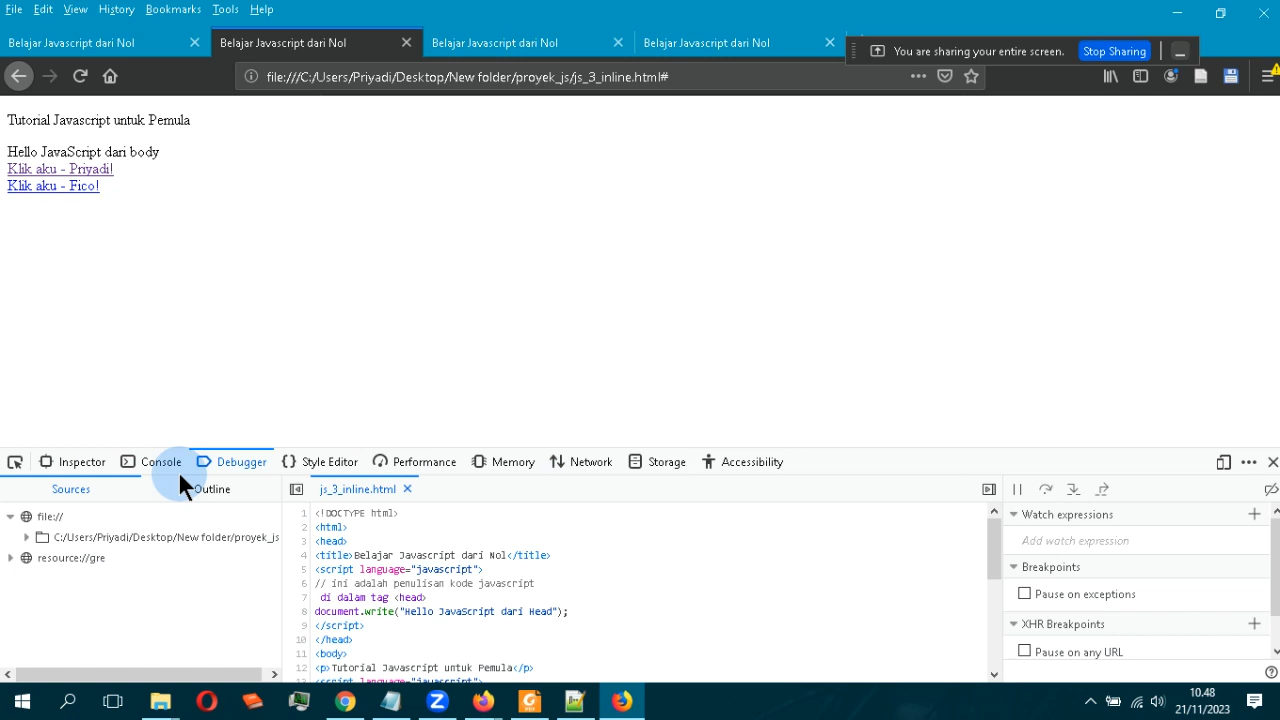 File Edit View History Bookmarks Tools Help
Belajar Javascript dari Nol
Belajar Javascript dari Nol
Belajar Javascript dari Nol
Belajar Javascript dari Nol
You are sharing your entire screen. Stop Sharing
file:///C:/Users/Priyadi/Desktop/New folder/proyek_js/js_3_inline.html#
Tutorial Javascript untuk Pemula
Hello JavaScript dari body
Klik aku - Priyadi!
Klik aku - Fico!
Inspector Console Debugger Style Editor Performance Memory Network Storage Accessibility
Sources Outline
file://
C:/Users/Priyadi/Desktop/New folder/proyek_js
resource://gre
js_3_inline.html
1 <!DOCTYPE html>
2 <html>
3 <head>
4 <title>Belajar Javascript dari Nol</title>
5 <script language="javascript">
6 // ini adalah penulisan kode javascript
7 di dalam tag <head>
8 document.write("Hello JavaScript dari Head");
9 </script>
10 </head>
11 <body>
12 <p>Tutorial Javascript untuk Pemula</p>
13 <script language="javascript">
Watch expressions
Add watch expression
Breakpoints
Pause on exceptions
XHR Breakpoints
Pause on any URL
10.48
21/11/2023